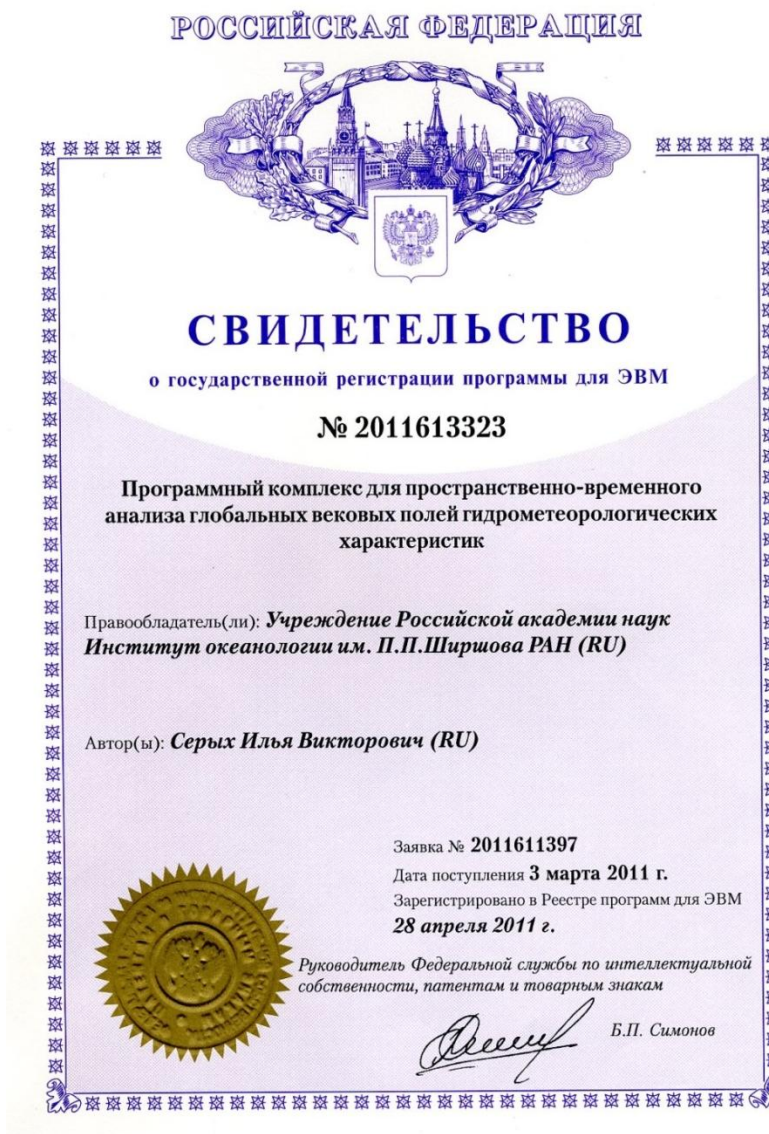 РОССИЙСКАЯ ФЕДЕРАЦИЯ
СВИДЕТЕЛЬСТВО
о государственной регистрации программы для ЭВМ
№ 2011613323
Программный комплекс для пространственно-временного
анализа глобальных вековых полей гидрометеорологических
характеристик
Правообладатель(ли): Учреждение Российской академии наук
Институт океанологии им. П.П.Ширшова РАН (RU)
Автор(ы): Серых Илья Викторович (RU)
Заявка № 2011611397
Дата поступления 3 марта 2011 г.
Зарегистрировано в Реестре программ для ЭВМ
28 апреля 2011 г.
Руководитель Федеральной службы по интеллектуальной
собственности, патентам и товарным знакам
Б.П. Симонов